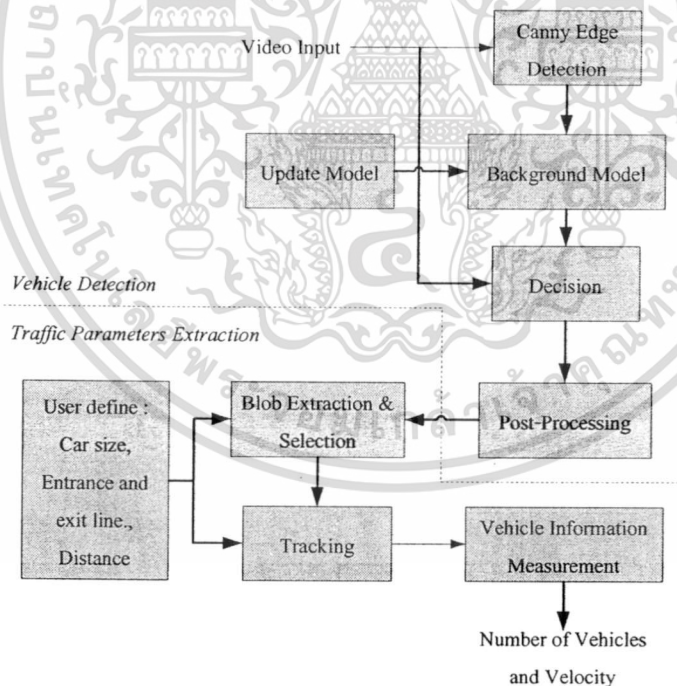 Video Input
Canny Edge
Detection
Update Model
Background Model
Decision
Vehicle Detection
Traffic Parameters Extraction
User define :
Car size,
Entrance and
exit line.,
Distance
Blob Extraction &
Selection
Post-Processing
Tracking
Vehicle Information
Measurement
Number of Vehicles
and Velocity